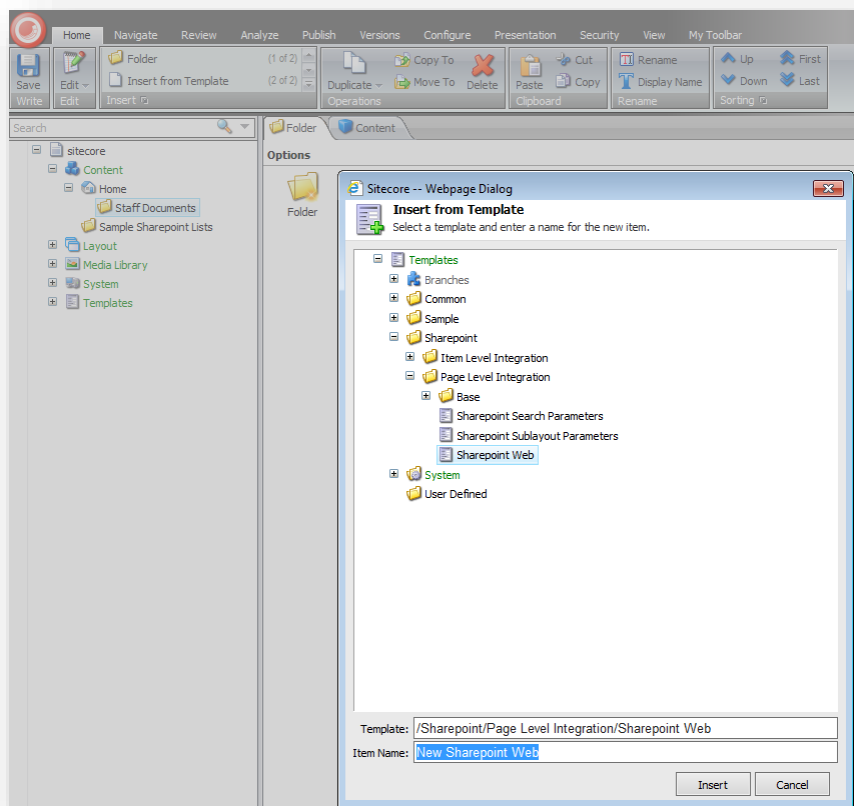 Home Navigate Review Analyze Publish Versions Configure Presentation Security View My Toolbar
Folder (1 of 2) Copy To Cut Rename Up First
Insert from Template (2 of 2) Move To Copy Display Name Down Last
Save Edit Duplicate Delete Paste
Write Edit Insert Operations Clipboard Rename Sorting
Search
Folder Content
Options
Folder
sitecore
Content
Home
Staff Documents
Sample Sharepoint Lists
Layout
Media Library
System
Templates
Sitecore -- Webpage Dialog
Insert from Template
Select a template and enter a name for the new item.
Templates
Branches
Common
Sample
Sharepoint
Item Level Integration
Page Level Integration
Base
Sharepoint Search Parameters
Sharepoint Sublayout Parameters
Sharepoint Web
System
User Defined
Template: /Sharepoint/Page Level Integration/Sharepoint Web
Item Name: New Sharepoint Web
Insert Cancel